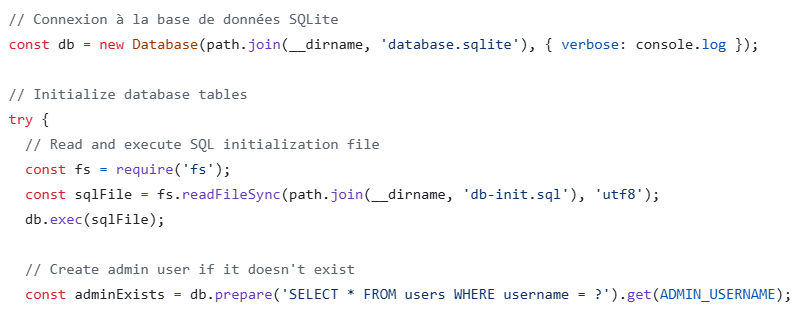 // Connexion à la base de données SQLite
const db = new Database(path.join(__dirname, 'database.sqlite'), { verbose: console.log });
// Initialize database tables
try {
// Read and execute SQL initialization file
const fs = require('fs');
const sqlFile = fs.readFileSync(path.join(__dirname, 'db-init.sql'), 'utf8');
db.exec(sqlFile);
// Create admin user if it doesn't exist
const adminExists = db.prepare('SELECT * FROM users WHERE username = ?').get(ADMIN_USERNAME);